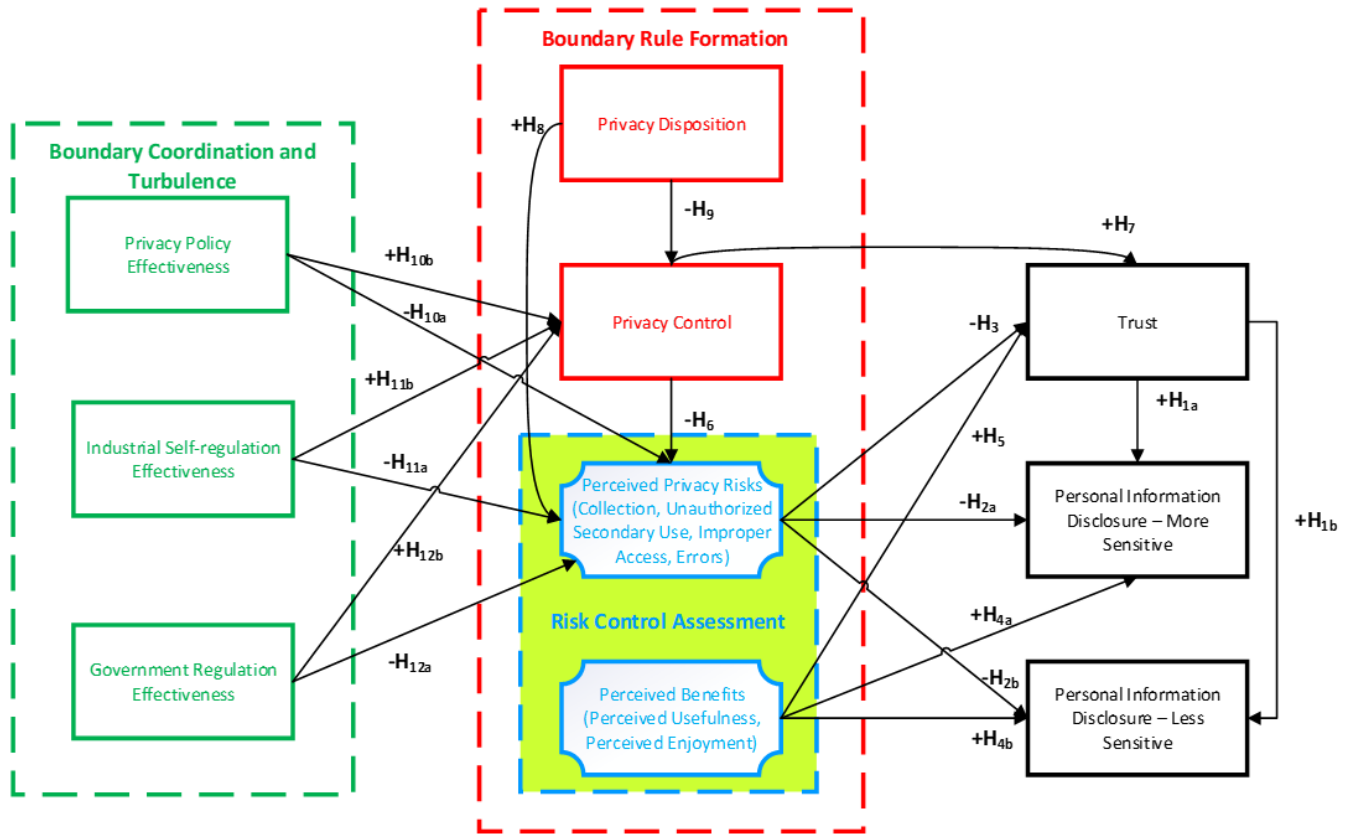 Boundary Rule Formation
Privacy Disposition
+H8
-H9
Boundary Coordination and
Turbulence
Privacy Policy
Effectiveness
+H10b
-H10a
Privacy Control
+H7
Trust
-H3
+H11b
Industrial Self-regulation
Effectiveness
-H11a
-H6
+H5
+H1a
Perceived Privacy Risks
(Collection, Unauthorized
Secondary Use, Improper
Access, Errors)
-H2a
Personal Information
Disclosure – More
Sensitive
+H1b
+H12b
Risk Control Assessment
+H4a
Government Regulation
Effectiveness
-H12a
Perceived Benefits
(Perceived Usefulness,
Perceived Enjoyment)
-H2b
+H4b
Personal Information
Disclosure – Less
Sensitive